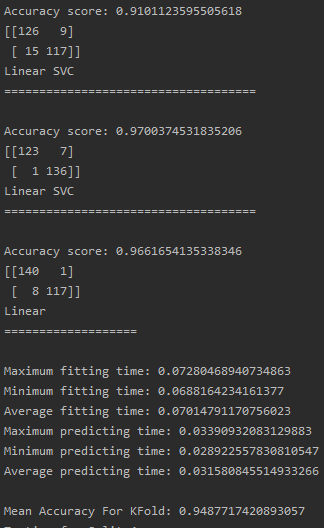 Accuracy score: 0.9101123595505618
[[126   9]
 [ 15 117]]
Linear SVC
====================================
Accuracy score: 0.9700374531835206
[[123   7]
 [  1 136]]
Linear SVC
====================================
Accuracy score: 0.9661654135338346
[[140   1]
 [  8 117]]
Linear
===================
Maximum fitting time: 0.07280468940734863
Minimum fitting time: 0.0688164234161377
Average fitting time: 0.07014791170756023
Maximum predicting time: 0.03390932083129883
Minimum predicting time: 0.028922557830810547
Average predicting time: 0.031580845514933266
Mean Accuracy For KFold: 0.9487717420893057